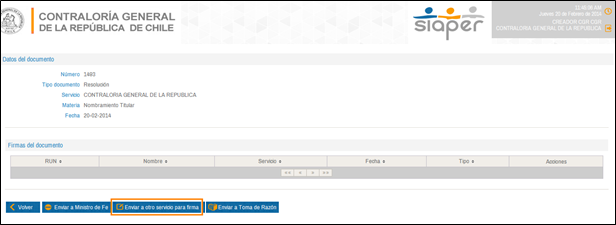 CONTRALORÍA GENERAL
DE LA REPÚBLICA DE CHILE
siaper
11:46:08 AM
Jueves 20 de Febrero de 2014
CREADOR CGR CGR
CONTRALORIA GENERAL DE LA REPUBLICA
Datos del documento
Número 1483
Tipo documento Resolución
Servicio CONTRALORIA GENERAL DE LA REPUBLICA
Materia Nombramiento Titular
Fecha 20-02-2014
Firmas del documento
RUN Nombre Servicio Fecha Tipo Acciones
Volver Enviar a Ministro de Fe Enviar a otro servicio para firma Enviar a Toma de Razón